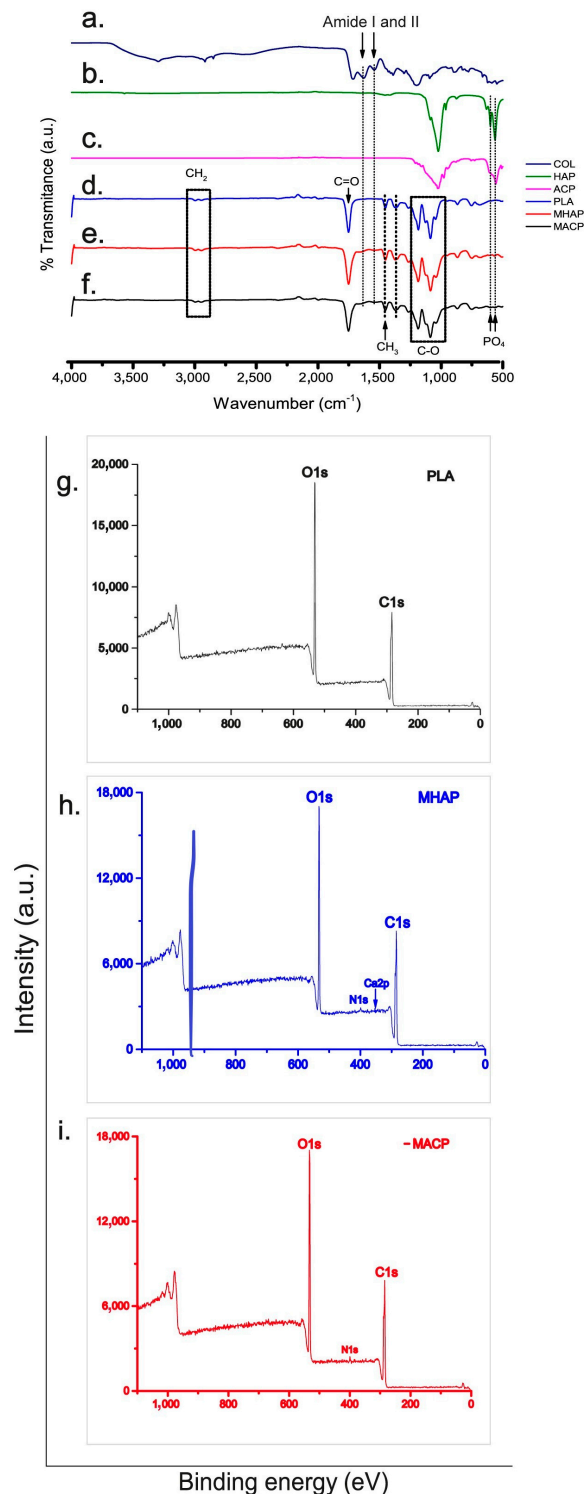 a.
Amide I and II
b.
c.
d.
e.
f.
CH2
C=O
CH3
C-O
PO4
COL
HAP
ACP
PLA
MHAP
MACP
% Transmitance (a.u.)
4,000 3,500 3,000 2,500 2,000 1,500 1,000 500
Wavenumber (cm-1)
g.
PLA
O1s
C1s
20,000
15,000
10,000
5,000
0
1,000 800 600 400 200 0
h.
MHAP
O1s
C1s
Ca2p
N1s
18,000
12,000
6,000
0
1,000 800 600 400 200 0
i.
MACP
O1s
C1s
N1s
18,000
12,000
6,000
0
1,000 800 600 400 200 0
Intensity (a.u.)
Binding energy (eV)